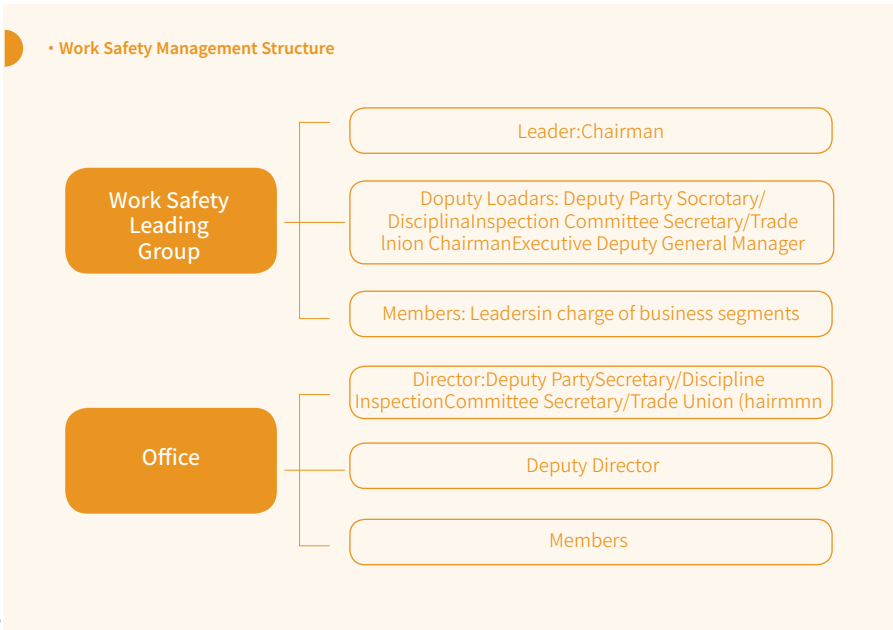 ・Work Safety Management Structure
Work Safety
Leading
Group
Leader:Chairman
Doputy Loadars: Deputy Party Socrotary/
DisciplinaInspection Committee Secretary/Trade
lnion ChairmanExecutive Deputy General Manager
Members: Leadersin charge of business segments
Office
Director:Deputy PartySecretary/Discipline
InspectionCommittee Secretary/Trade Union (hairmmn
Deputy Director
Members